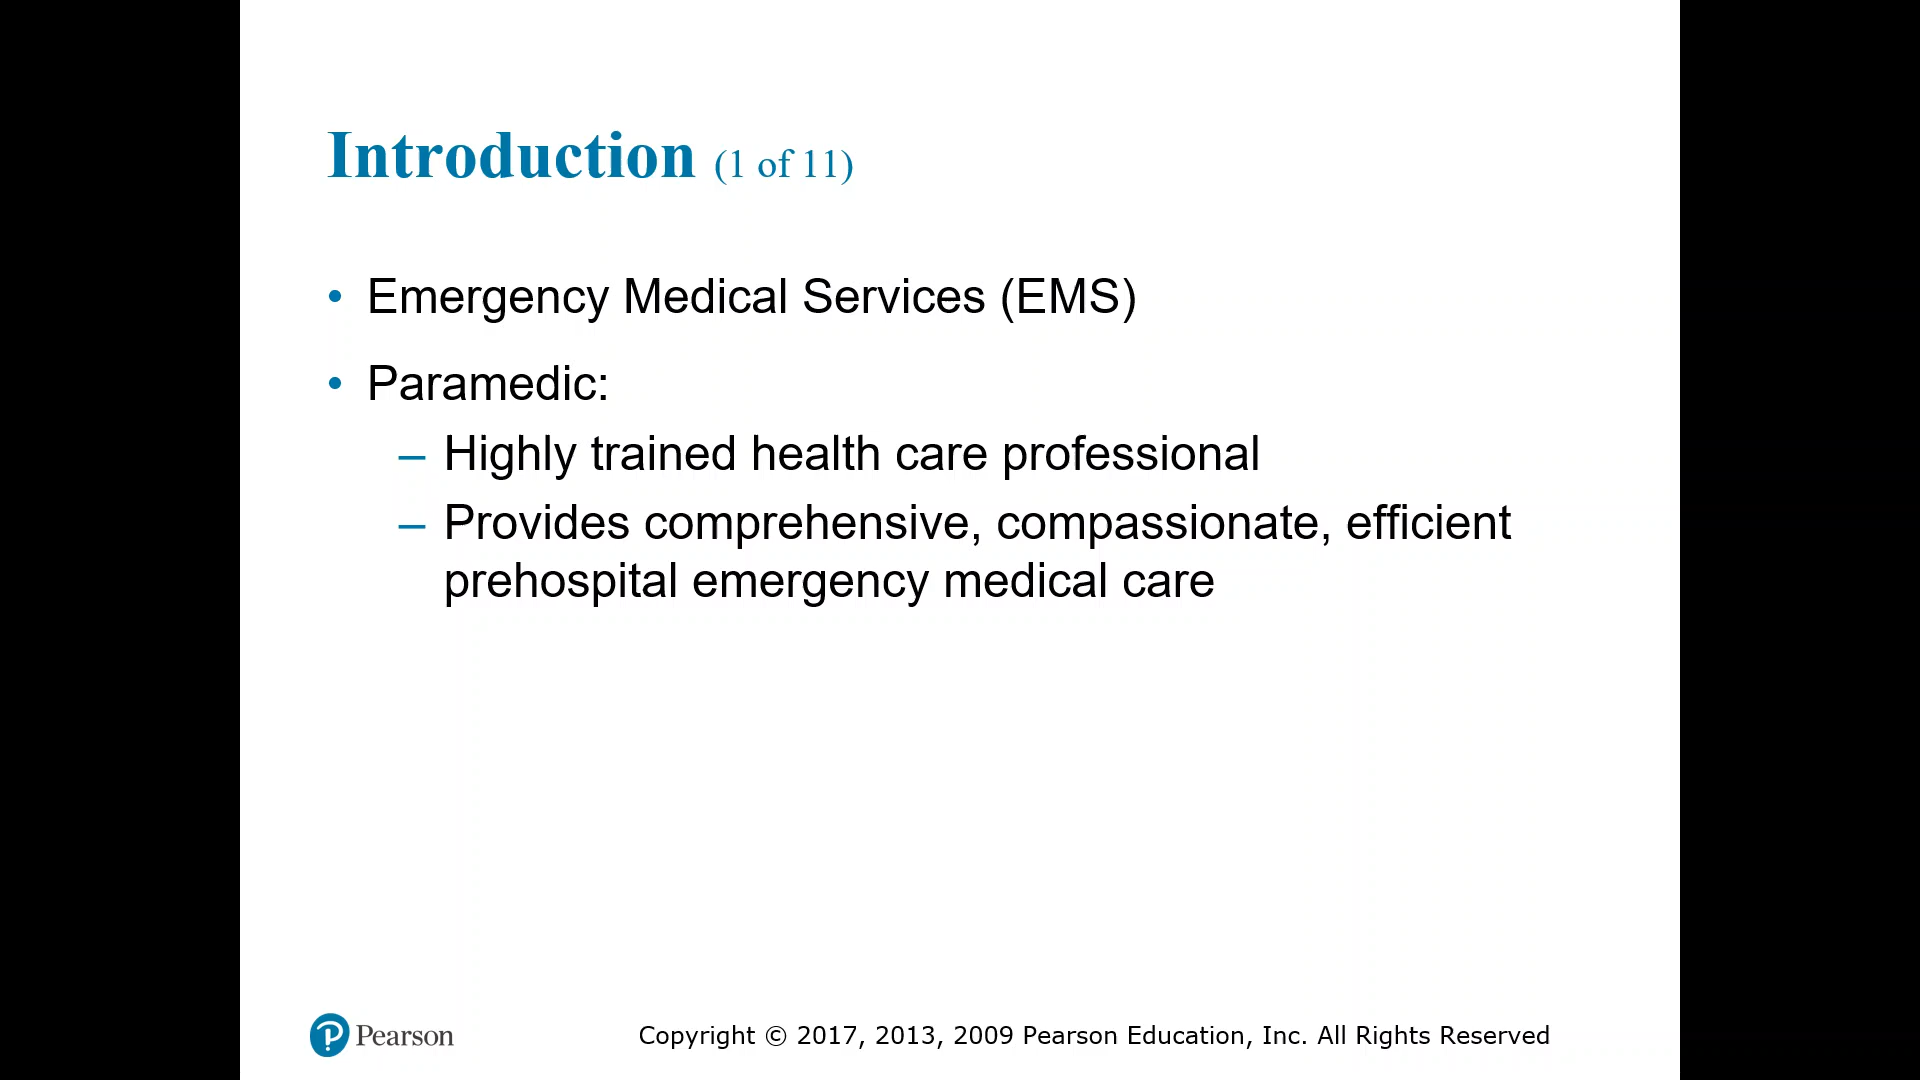 Introduction (1 of 11)
• Emergency Medical Services (EMS)
• Paramedic:
– Highly trained health care professional
– Provides comprehensive, compassionate, efficient
prehospital emergency medical care
Pearson
Copyright © 2017, 2013, 2009 Pearson Education, Inc. All Rights Reserved